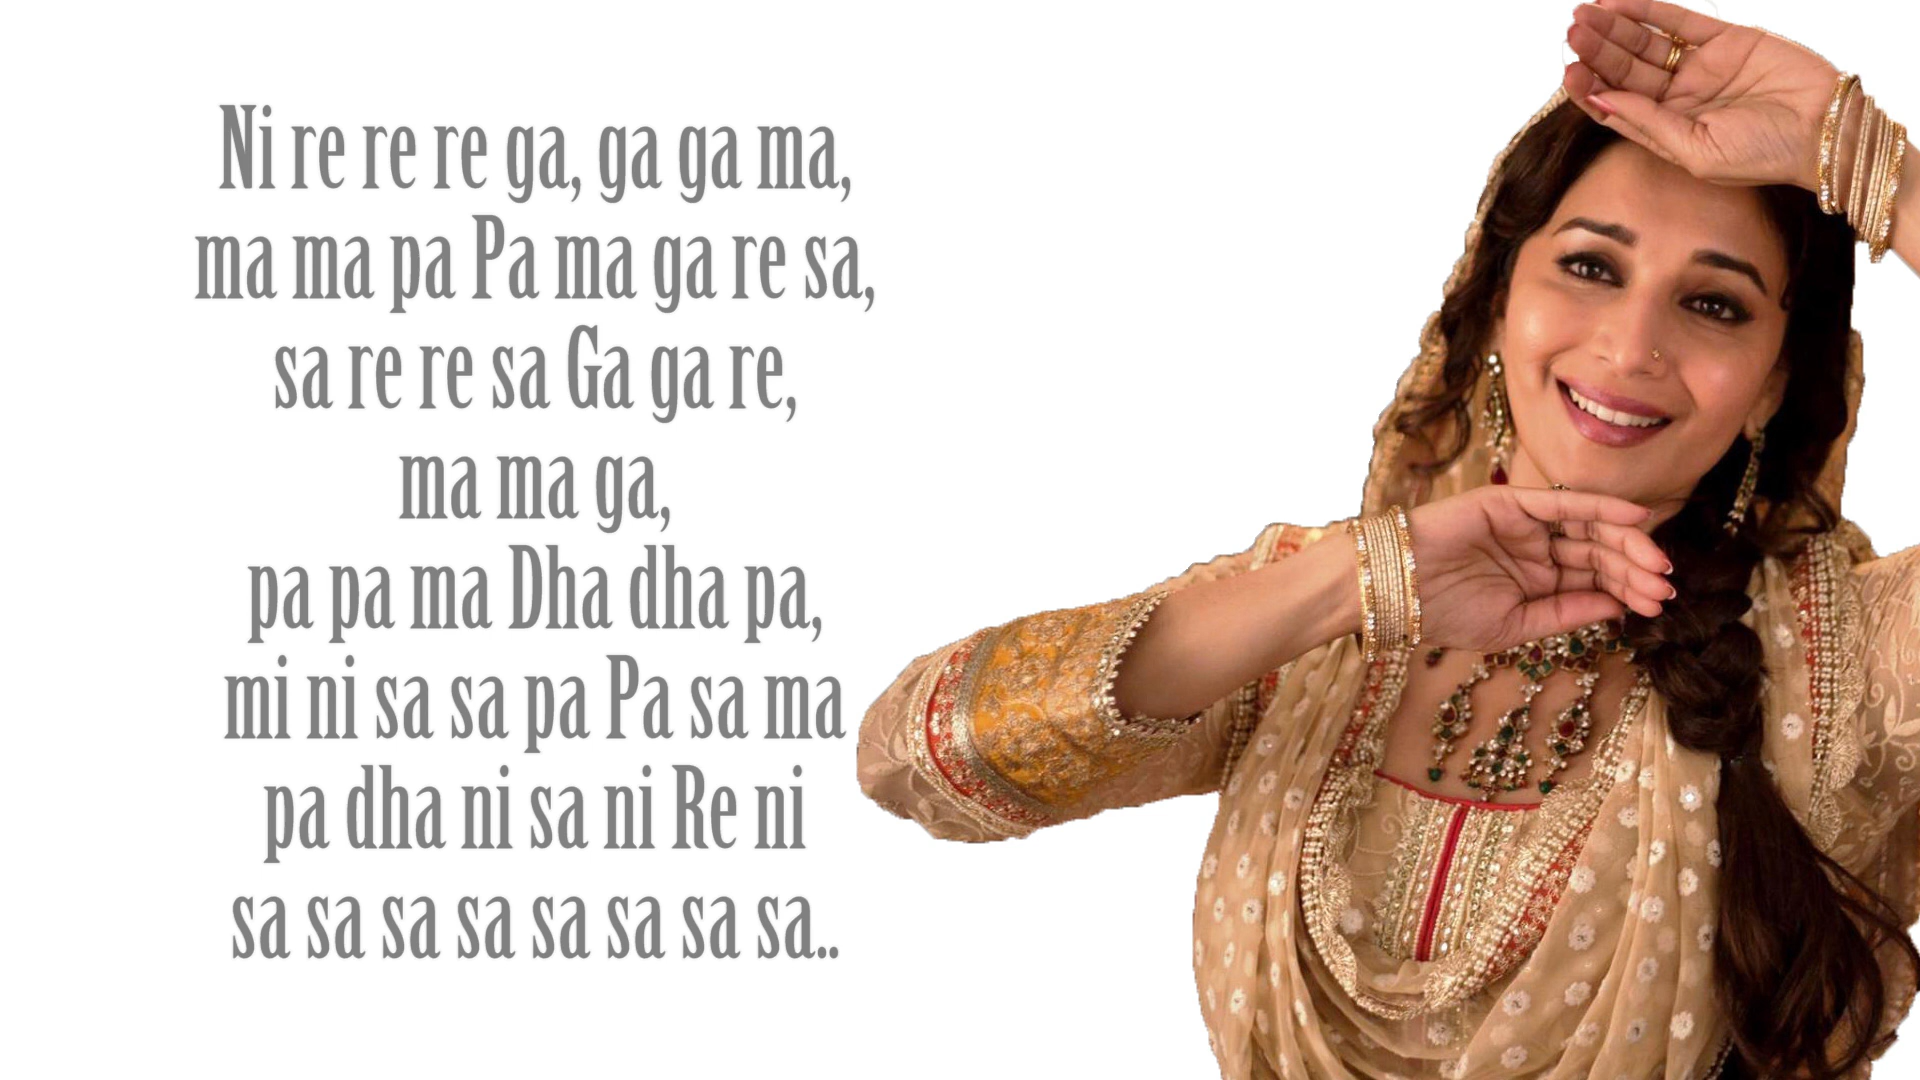 Ni re re re ga, ga ga ma,
ma ma pa Pa ma ga re sa,
sa re re sa Ga ga re,
ma ma ga,
pa pa ma Dha dha pa,
mi ni sa sa pa Pa sa ma
pa dha ni sa ni Re ni
sa sa sa sa sa sa sa sa..